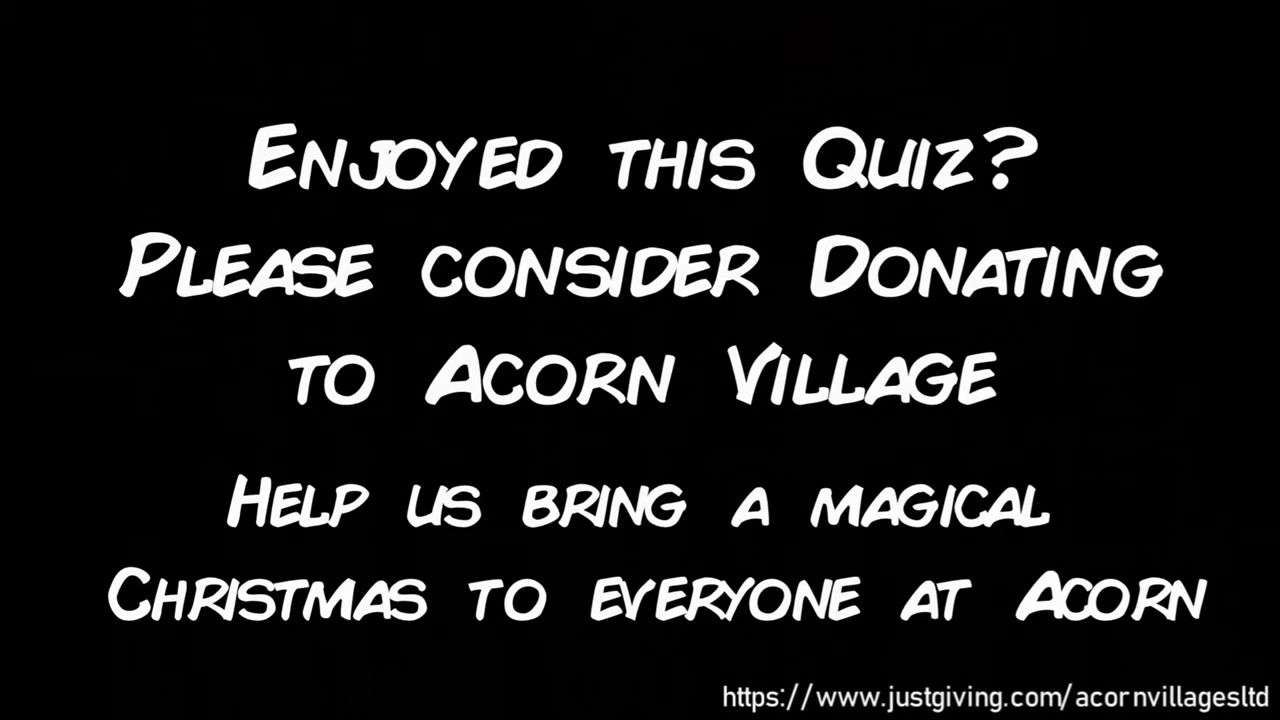 Enjoyed this Quiz?
Please consider Donating
to Acorn Village
Help us bring a magical
Christmas to everyone at Acorn
https://www.justgiving.com/acornvillagesltd